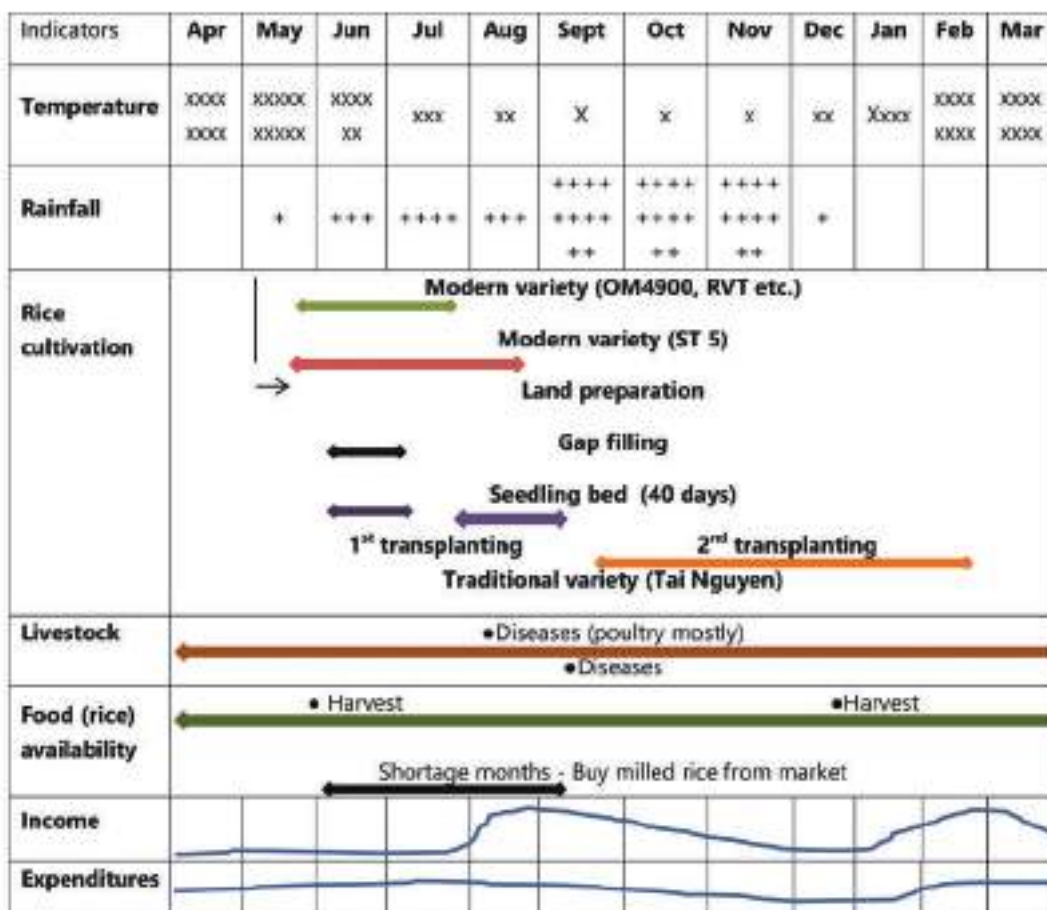 Indicators Apr May Jun Jul Aug Sept Oct Nov Dec Jan Feb Mar
Temperature xxxx xxxxx xxxx xxx xx X x x xx Xxxx xxxx xxxx
xxxx xxxxx xx xxxx xxxx
Rainfall + +++ ++++ +++ ++++ ++++ ++++ +
++++ ++++ ++++
++ ++ ++
Rice
cultivation
Modern variety (OM4900, RVT etc.)
Modern variety (ST 5)
Land preparation
Gap filling
Seedling bed (40 days)
1st transplanting 2nd transplanting
Traditional variety (Tai Nguyen)
Livestock
•Diseases (poultry mostly)
•Diseases
Food (rice)
availability
• Harvest •Harvest
Shortage months - Buy milled rice from market
Income
Expenditures